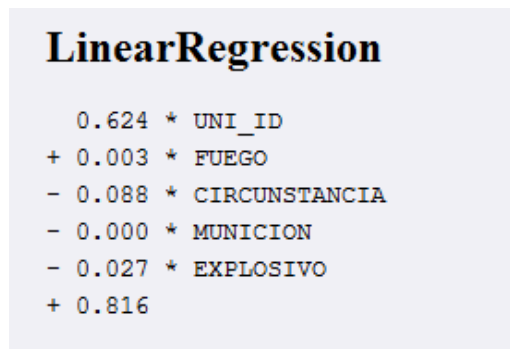 LinearRegression
0.624 * UNI_ID
+ 0.003 * FUEGO
- 0.088 * CIRCUNSTANCIA
- 0.000 * MUNICION
- 0.027 * EXPLOSIVO
+ 0.816